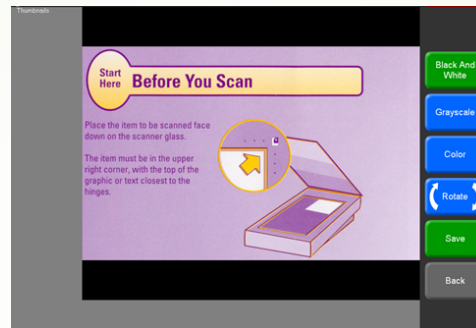 Thumbnails
Start
Here
Before You Scan
Place the item to be scanned face
down on the scanner glass.
The item must be in the upper
right corner, with the top of the
graphic or text closest to the
hinges.
Black And
White
Grayscale
Color
Rotate
Save
Back